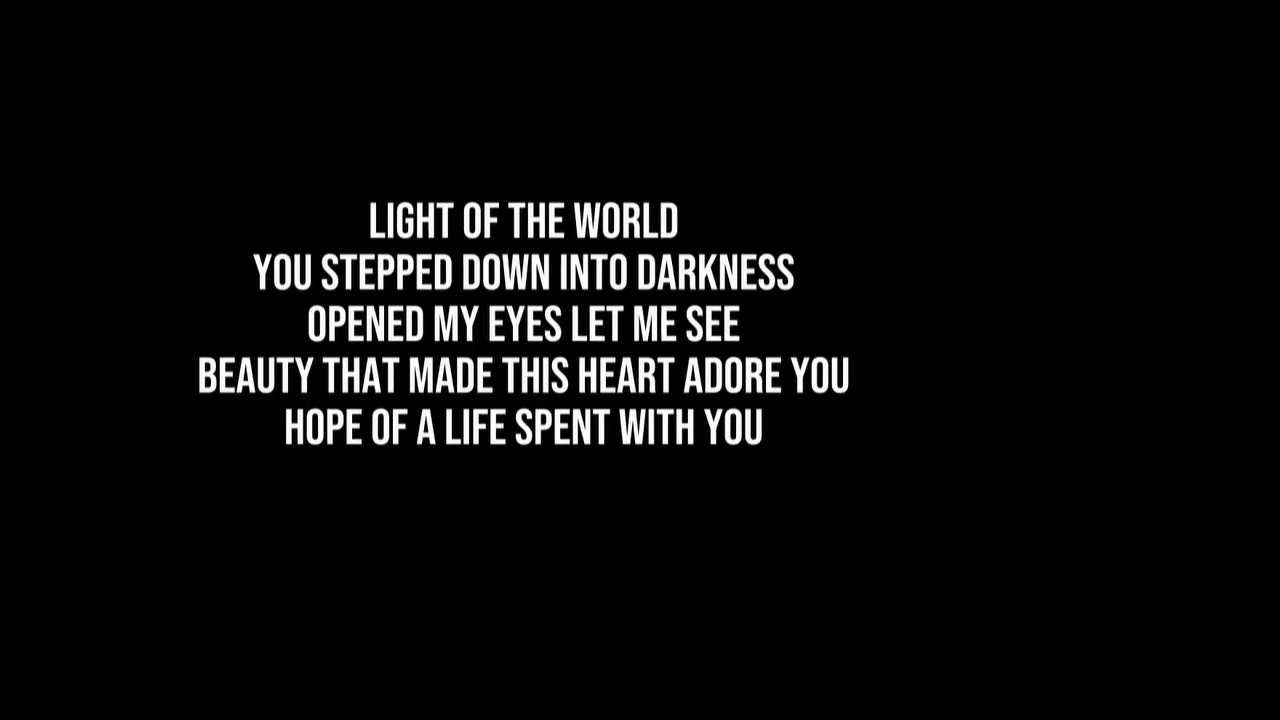 LIGHT OF THE WORLD
YOU STEPPED DOWN INTO DARKNESS
OPENED MY EYES LET ME SEE
BEAUTY THAT MADE THIS HEART ADORE YOU
HOPE OF A LIFE SPENT WITH YOU